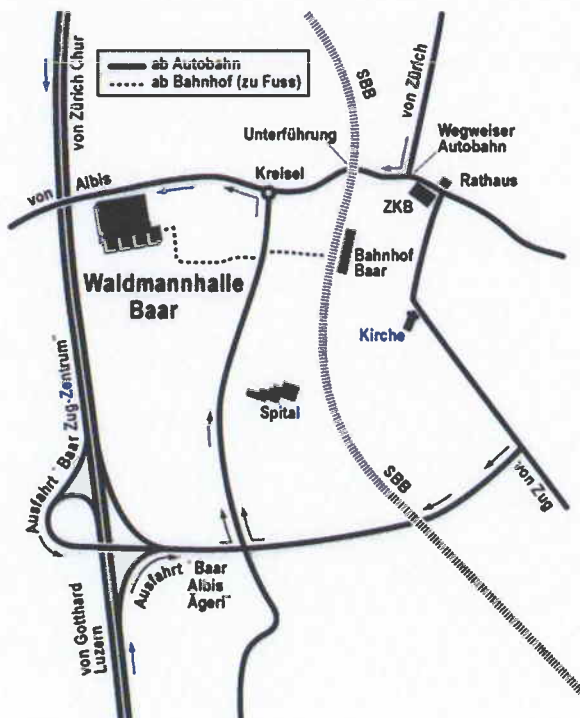 ab Autobahn
ab Bahnhof (zu Fuss)
von Zürich Chur
SBB
von Zürich
Unterführung
Wegweiser
Autobahn
von Albis
Kreisel
Rathaus
ZKB
Bahnhof
Baar
Waldmannhalle
Baar
Kirche
Ausfahrt "Baar Zug-Zentrum"
Spital
SBB
von Zug
Ausfahrt "Baar
Albis
Ägeri"
von Gotthard
Luzern